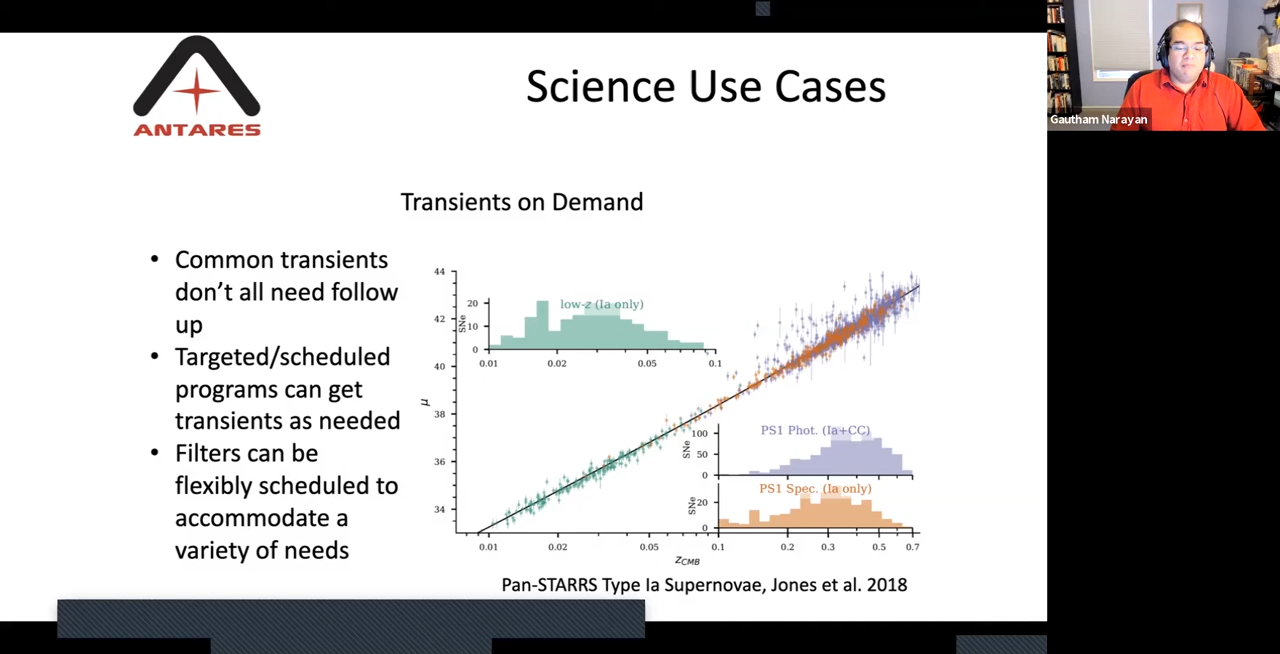 ANTARES
Science Use Cases
Gautham Narayan
Transients on Demand
• Common transients
don’t all need follow
up
• Targeted/scheduled
programs can get
transients as needed
• Filters can be
flexibly scheduled to
accommodate a
variety of needs
44
42
40
38
36
34
μ
20
10
0
SNe
low-z (Ia only)
0.01 0.02 0.05 0.1
PS1 Phot. (Ia+CC)
100
50
0
SNe
PS1 Spec. (Ia only)
20
0
SNe
0.01 0.02 0.05 0.1 0.2 0.3 0.5 0.7
zCMB
Pan-STARRS Type Ia Supernovae, Jones et al. 2018